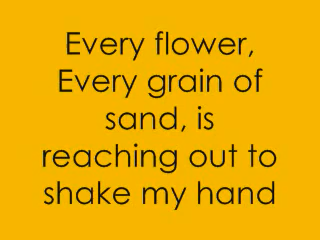 Every flower,
Every grain of
sand, is
reaching out to
shake my hand